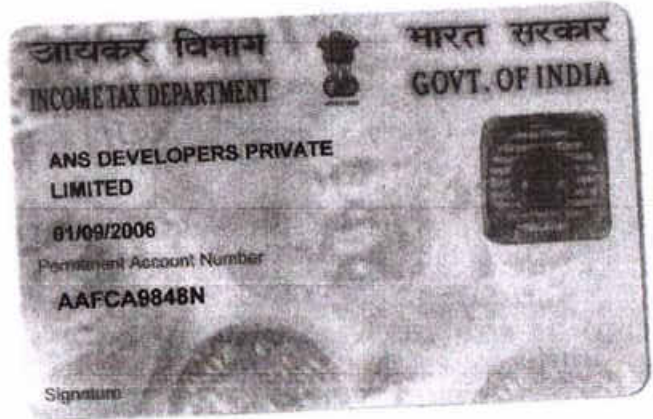 आयकर विभाग
भारत सरकार
INCOME TAX DEPARTMENT
GOVT. OF INDIA
ANS DEVELOPERS PRIVATE
LIMITED
01/09/2006
Permanent Account Number
AAFCA9848N
Signature